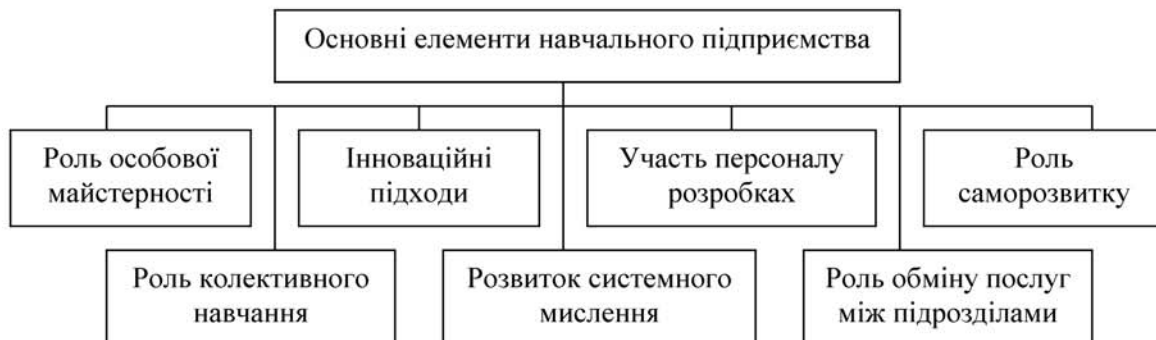 Основні елементи навчального підприємства
Роль особової
майстерності
Інноваційні
підходи
Участь персоналу
розробках
Роль
саморозвитку
Роль колективного
навчання
Розвиток системного
мислення
Роль обміну послуг
між підрозділами